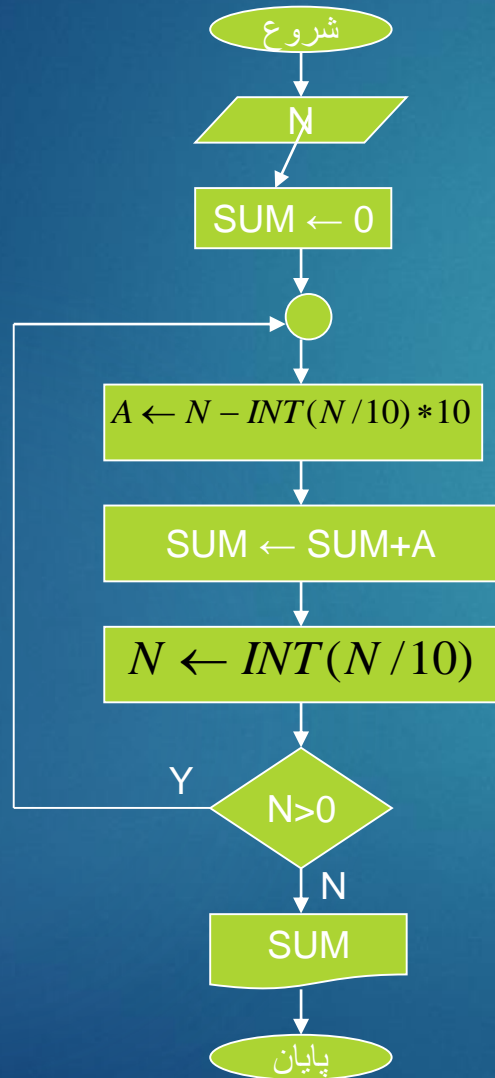 شروع
N
SUM ← 0
A ← N − INT(N/10)*10
SUM ← SUM+A
N ← INT(N/10)
Y
N>0
N
SUM
پایان